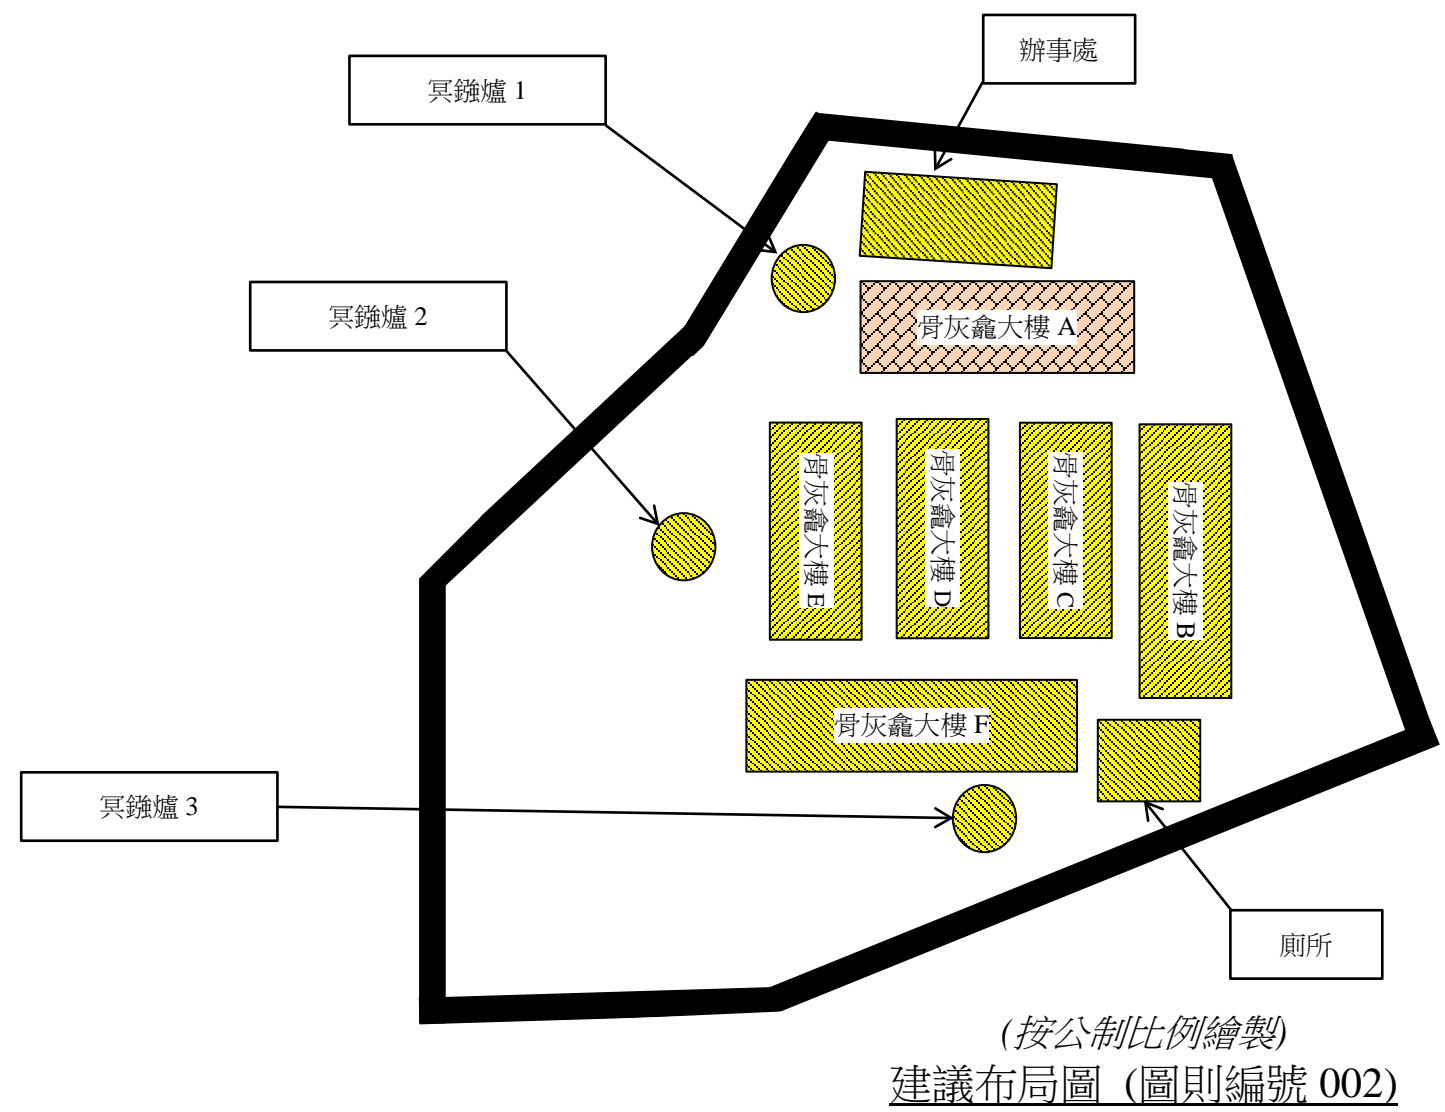 辦事處
冥鏹爐 1
冥鏹爐 2
骨灰龕大樓 A
骨灰龕大樓 E
骨灰龕大樓 D
骨灰龕大樓 C
骨灰龕大樓 B
骨灰龕大樓 F
冥鏹爐 3
廁所
(按公制比例繪製)
建議布局圖 (圖則編號 002)